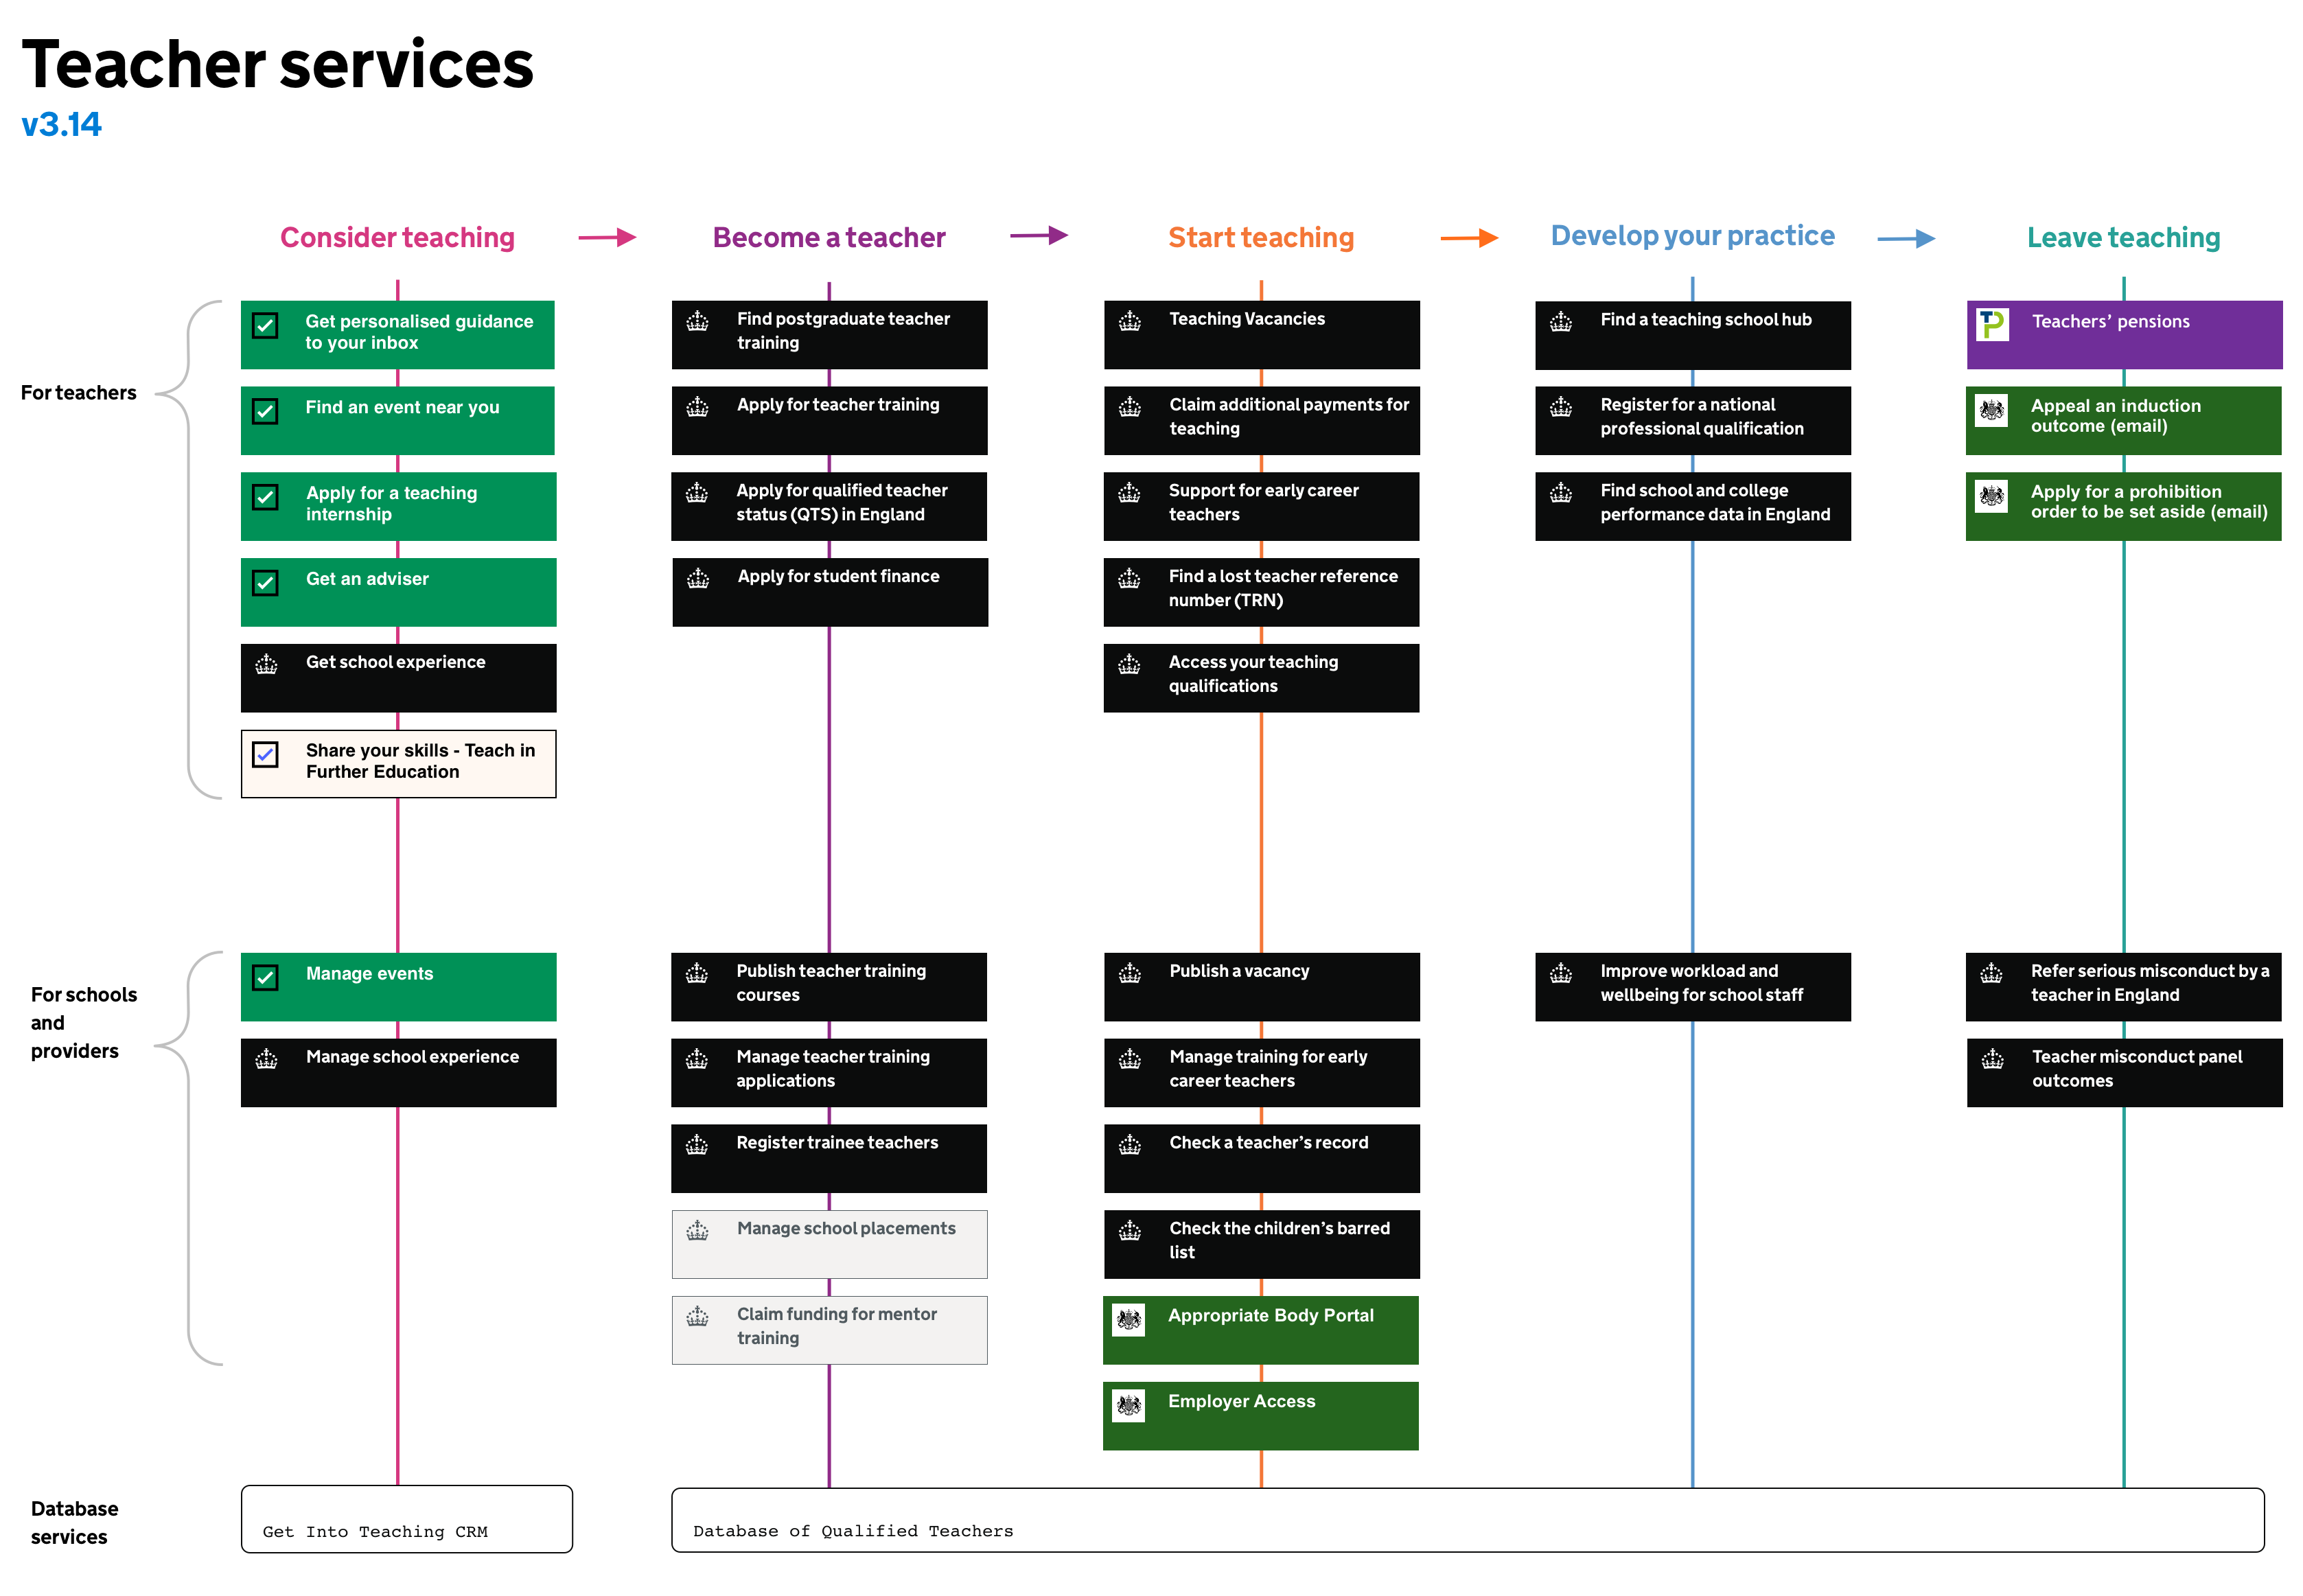 Teacher services
v3.14
Consider teaching
Become a teacher
Start teaching
Develop your practice
Leave teaching
For teachers
Get personalised guidance
to your inbox
Find an event near you
Apply for a teaching
internship
Get an adviser
Get school experience
Share your skills - Teach in
Further Education
Find postgraduate teacher
training
Apply for teacher training
Apply for qualified teacher
status (QTS) in England
Apply for student finance
Teaching Vacancies
Claim additional payments for
teaching
Support for early career
teachers
Find a lost teacher reference
number (TRN)
Access your teaching
qualifications
Find a teaching school hub
Register for a national
professional qualification
Find school and college
performance data in England
TP
Teachers’ pensions
Appeal an induction
outcome (email)
Apply for a prohibition
order to be set aside (email)
For schools
and
providers
Manage events
Manage school experience
Publish teacher training
courses
Manage teacher training
applications
Register trainee teachers
Manage school placements
Claim funding for mentor
training
Publish a vacancy
Manage training for early
career teachers
Check a teacher’s record
Check the children’s barred
list
Appropriate Body Portal
Employer Access
Improve workload and
wellbeing for school staff
Refer serious misconduct by a
teacher in England
Teacher misconduct panel
outcomes
Database
services
Get Into Teaching CRM
Database of Qualified Teachers